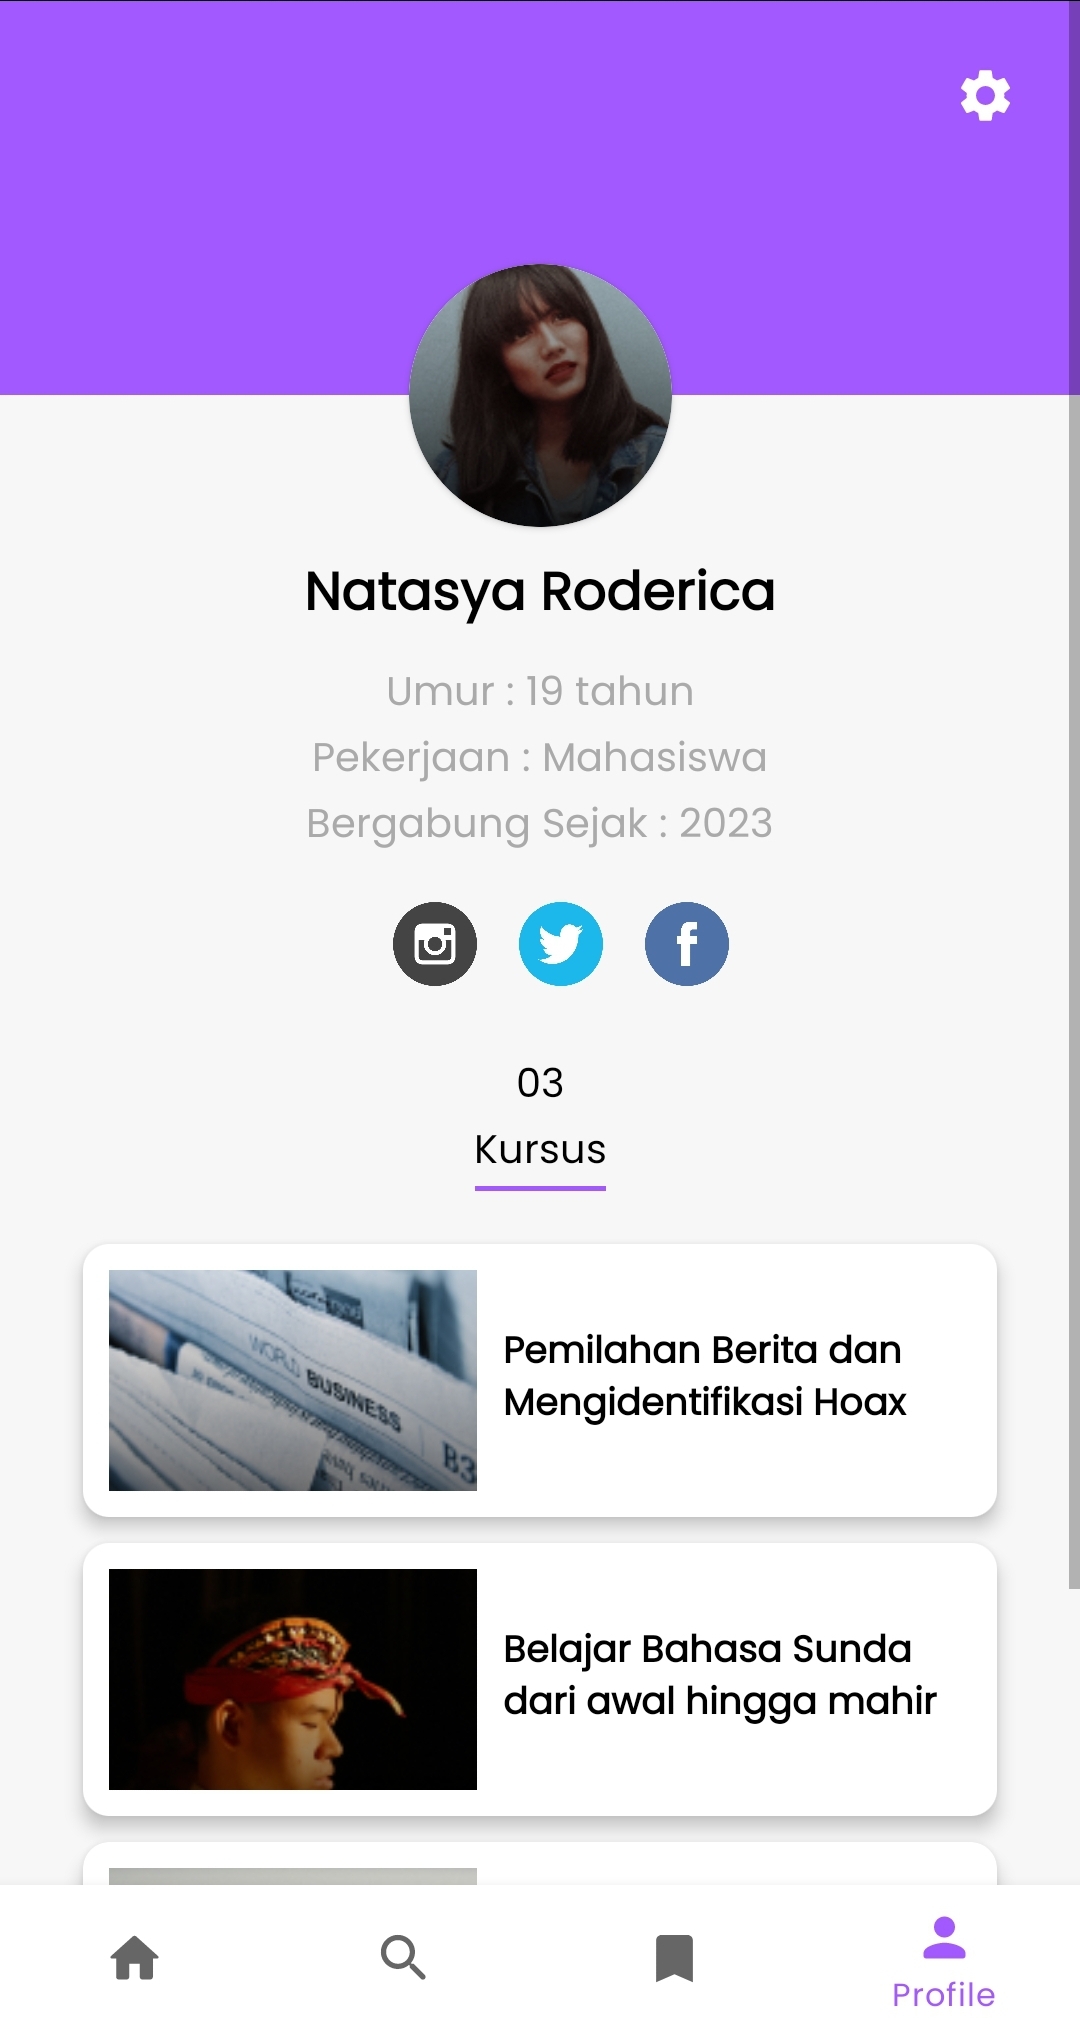 Natasya Roderica
Umur : 19 tahun
Pekerjaan : Mahasiswa
Bergabung Sejak : 2023
03
Kursus
WORLD BUSINESS
B3
Pemilahan Berita dan
Mengidentifikasi Hoax
Belajar Bahasa Sunda
dari awal hingga mahir
Profile